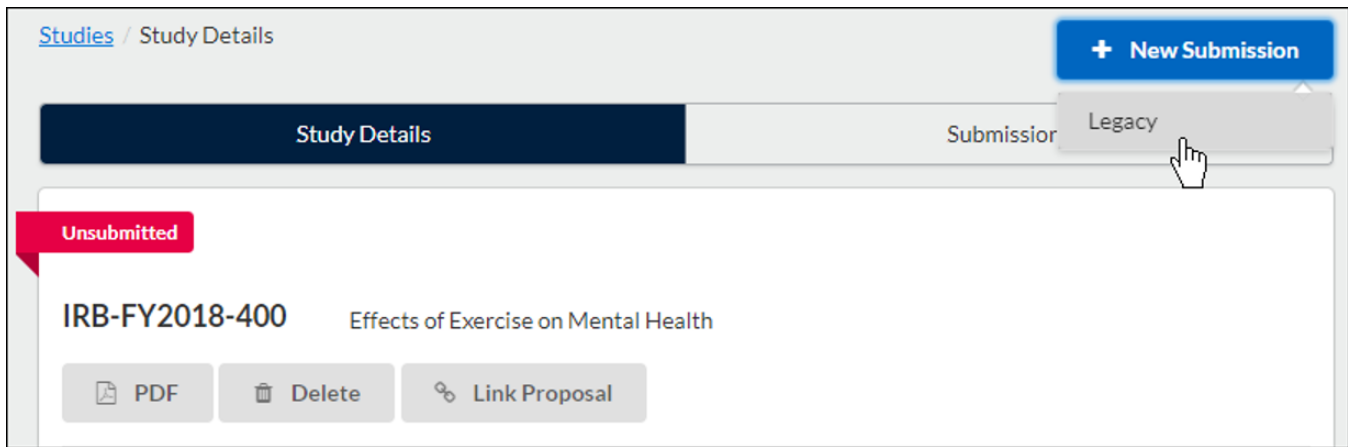 Studies / Study Details
+ New Submission
Legacy
Study Details
Submission
Unsubmitted
IRB-FY2018-400 Effects of Exercise on Mental Health
PDF Delete Link Proposal